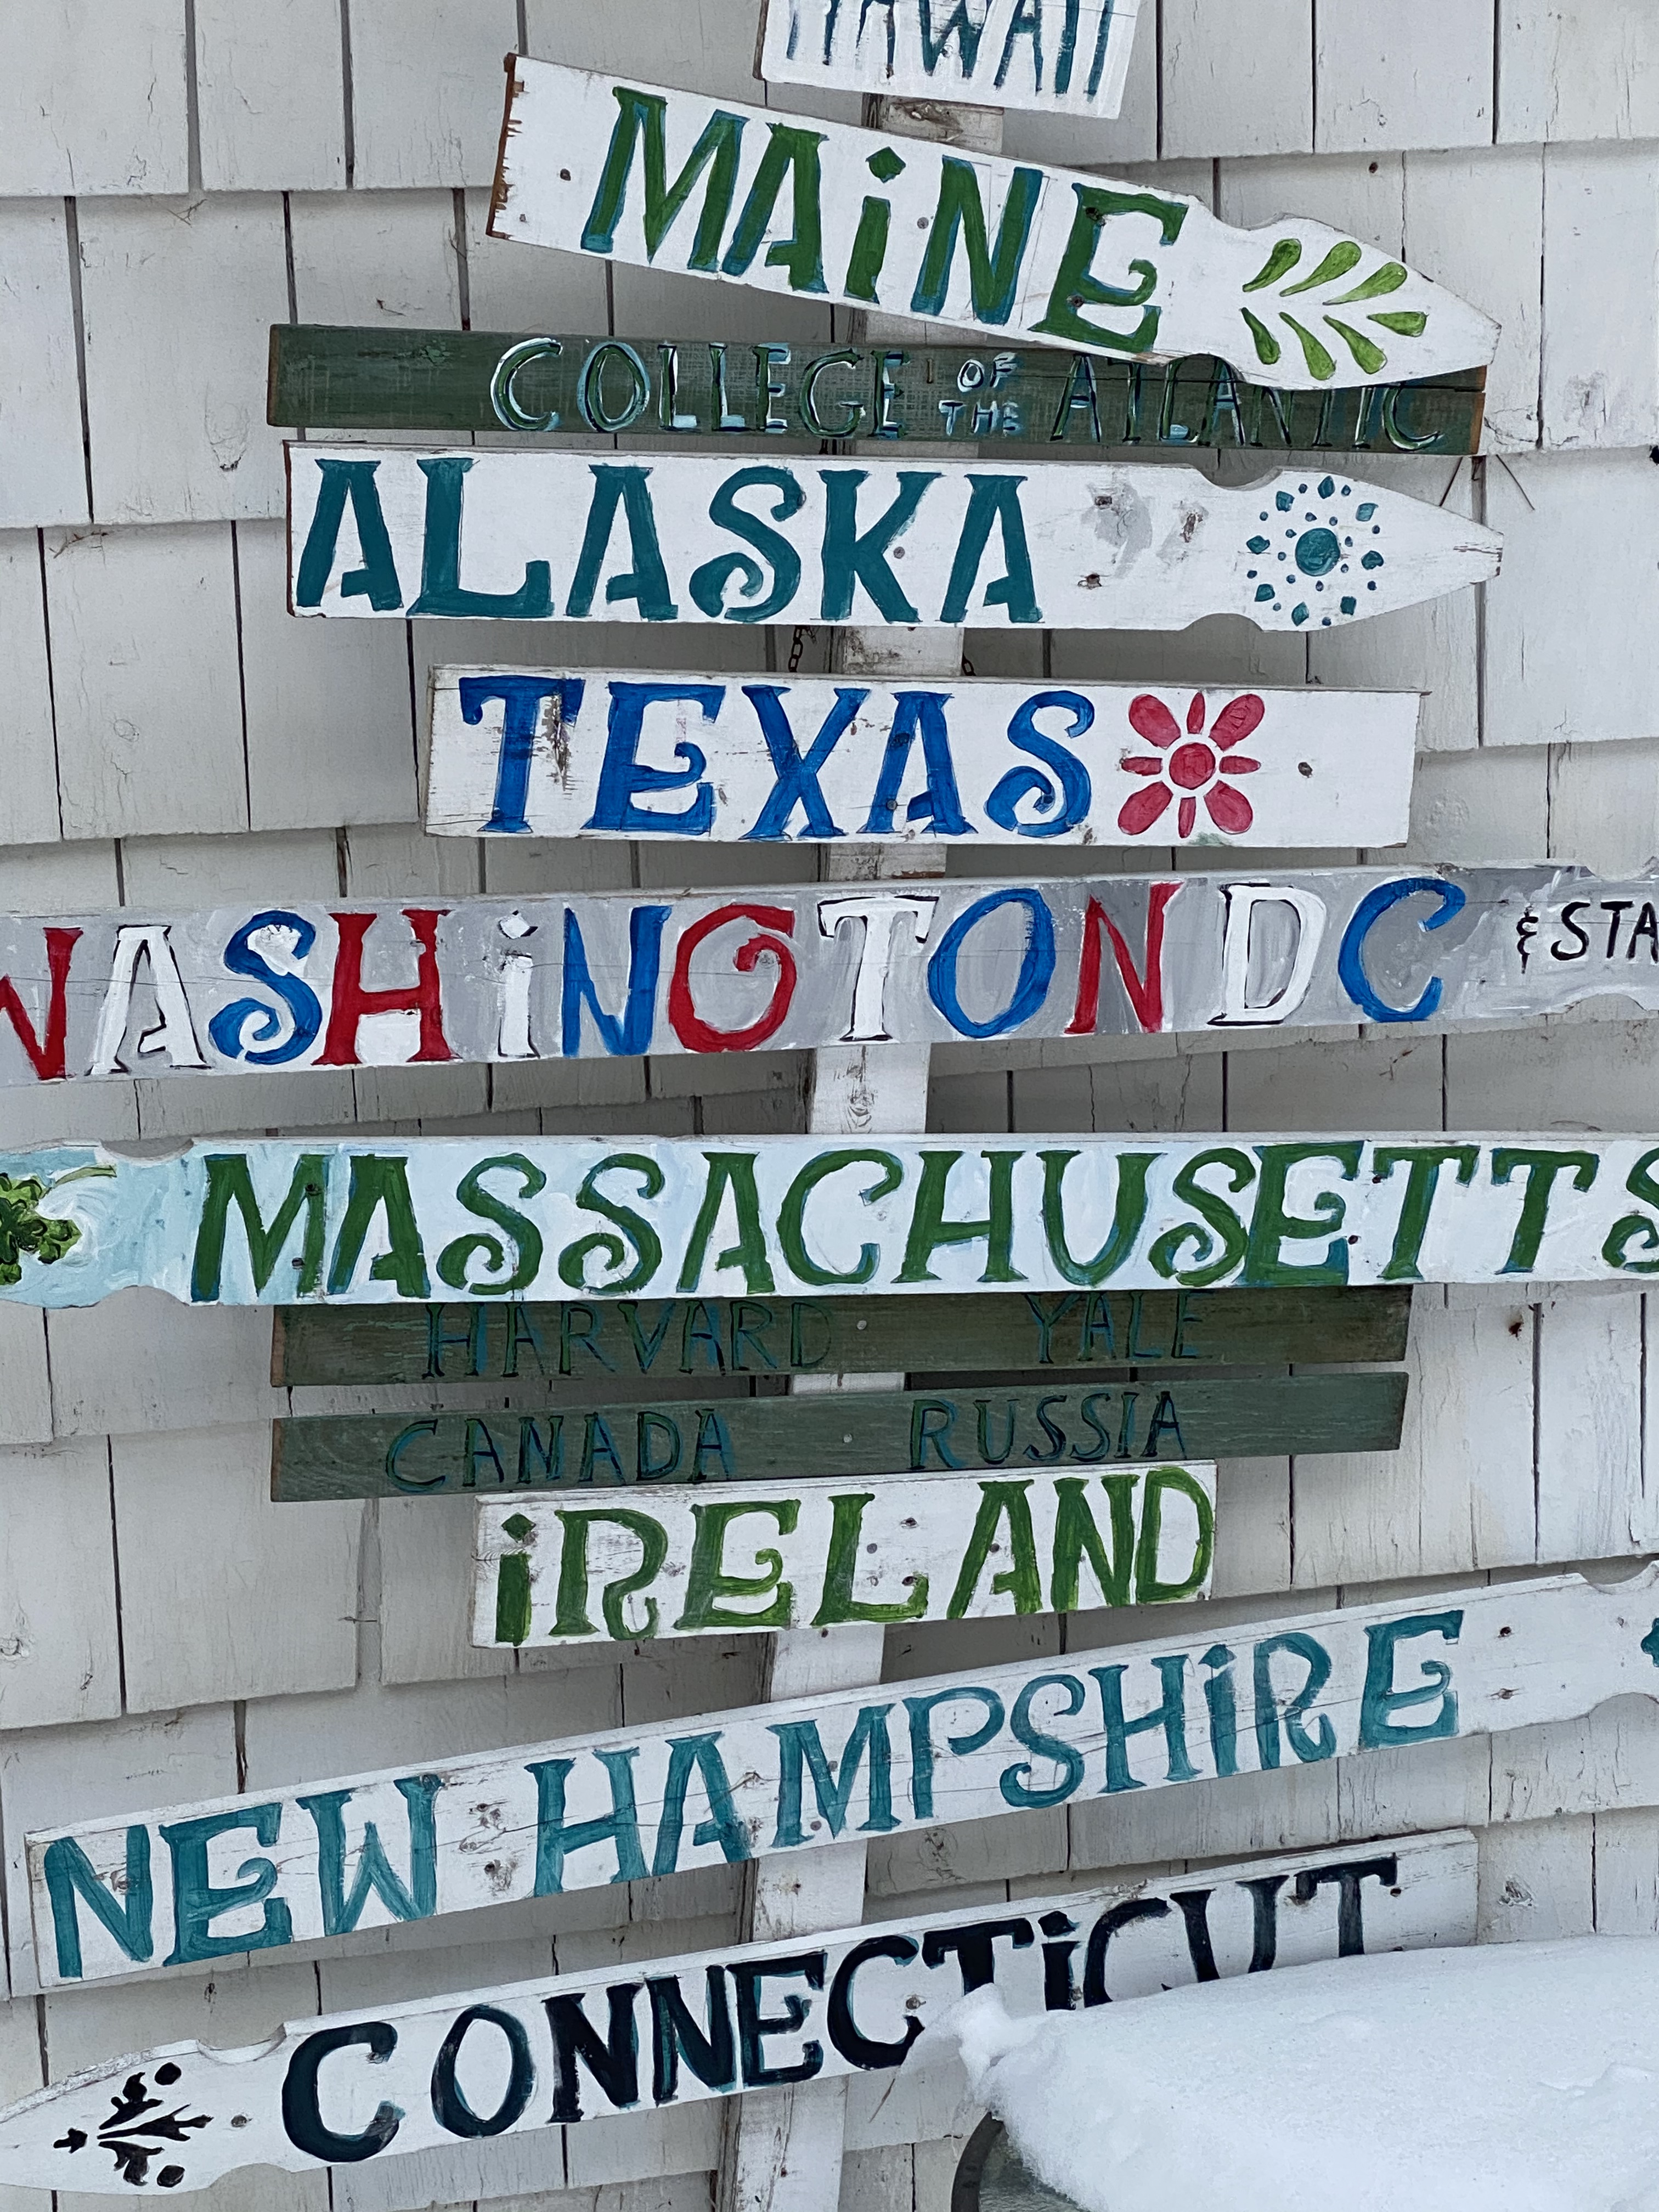 HAWAII
MAiNE
COLLEGE OF THE ATLANTIC
ALASKA
TEXAS
WASHiNGTON DC & STA
MASSACHUSETTS
HARVARD YALE
CANADA RUSSIA
iRELAND
NEW HAMPSHiRE
CONNECTiCUT